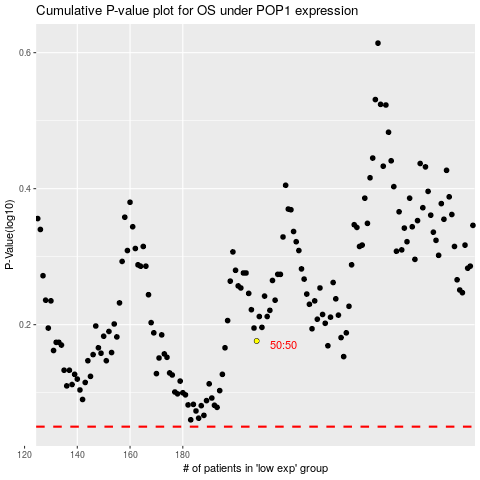 Cumulative P-value plot for OS under POP1 expression
P-Value(log10)
0.6
0.4
0.2
50:50
120 140 160 180
# of patients in 'low exp' group